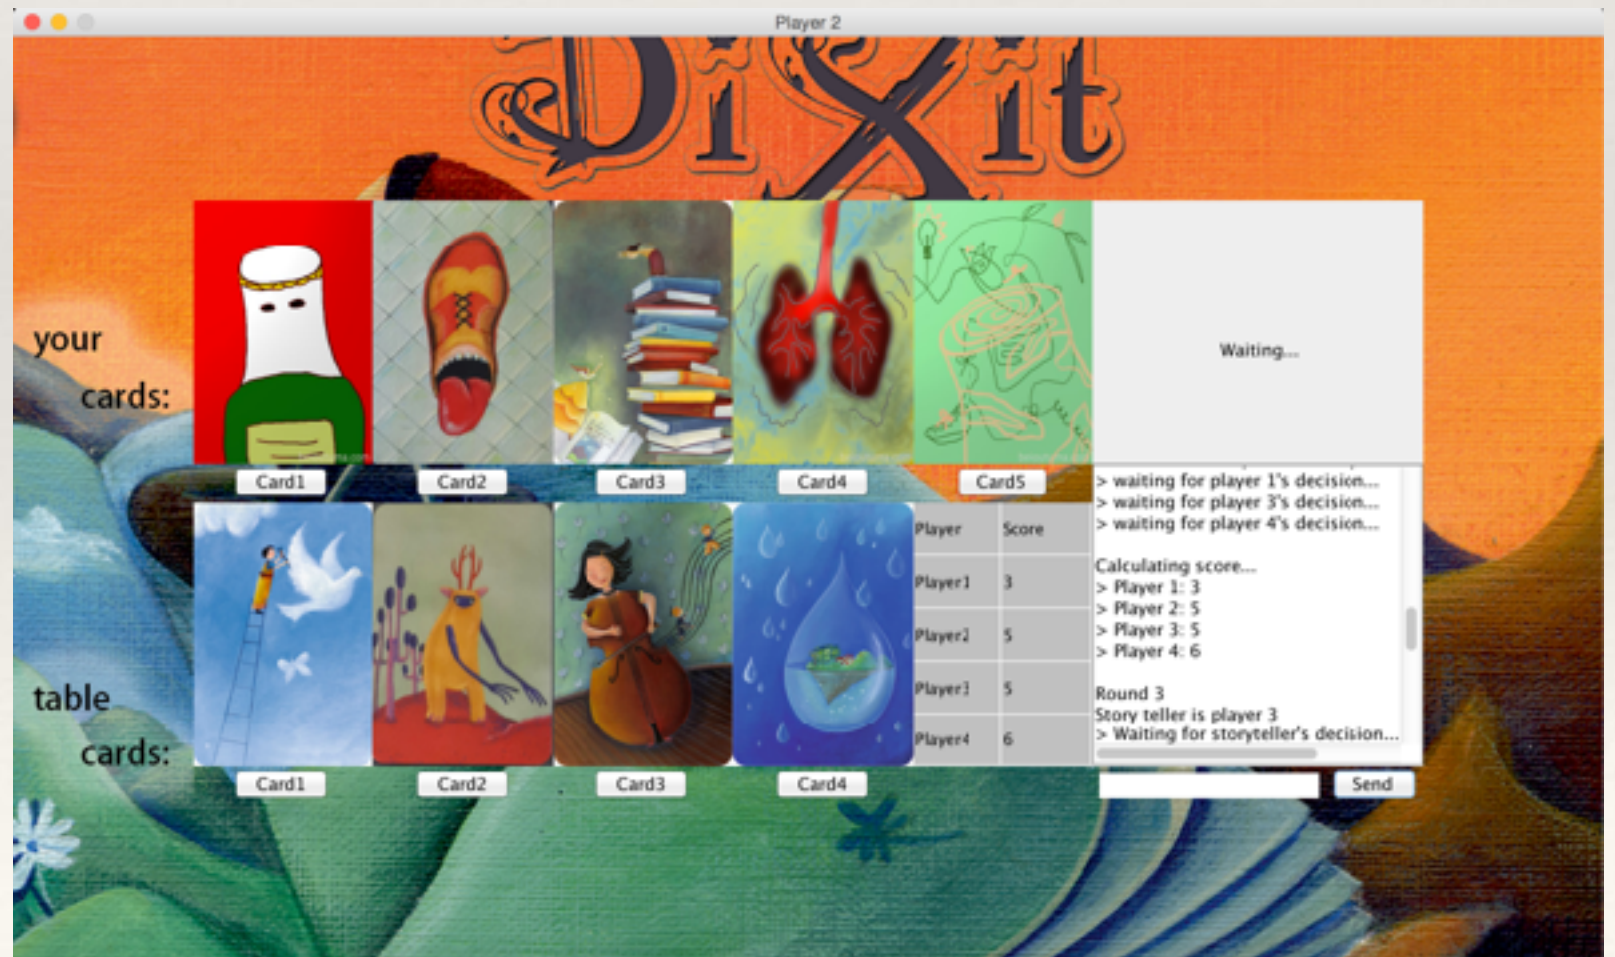 Player 2
DiXit
your
cards:
Waiting...
Card1
Card2
Card3
Card4
Card5
> waiting for player 1's decision...
> waiting for player 3's decision...
> waiting for player 4's decision...
Calculating score...
> Player 1: 3
> Player 2: 5
> Player 3: 5
> Player 4: 6
Round 3
Story teller is player 3
> Waiting for storyteller's decision...
Player Score
Player1 3
Player2 5
Player3 5
Player4 6
table
cards:
Card1
Card2
Card3
Card4
Send